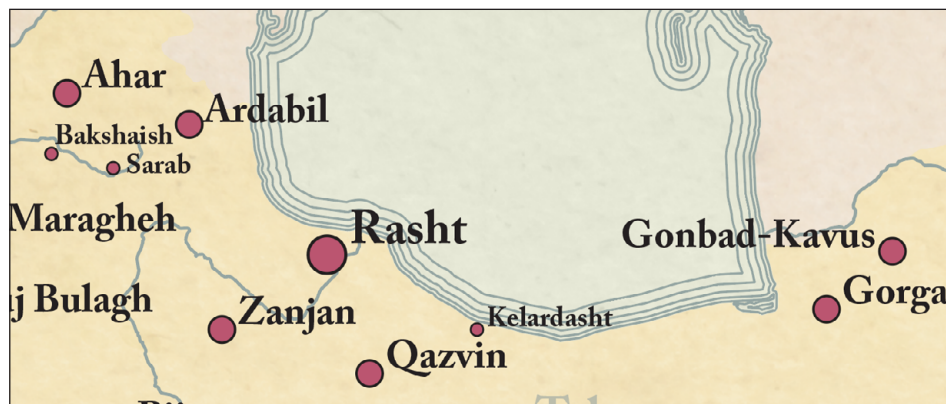 Ahar
Ardabil
Bakshaish
Sarab
Maragheh
Rasht
Gonbad-Kavus
j Bulagh
Zanjan
Gorga
Kelardasht
Qazvin